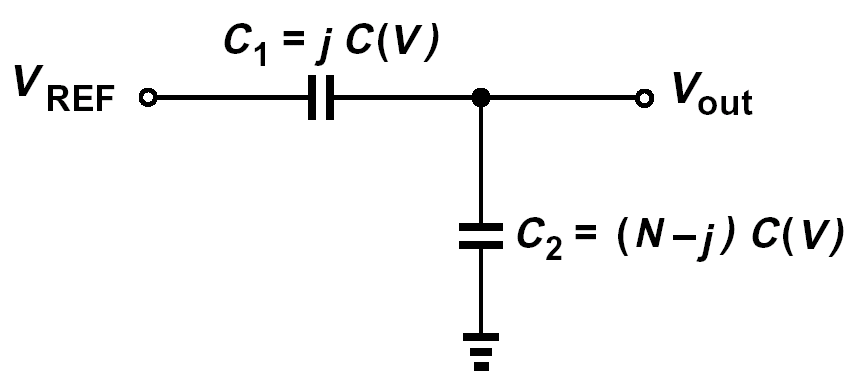 C1 = j C(V)
VREF
Vout
C2 = (N – j) C(V)